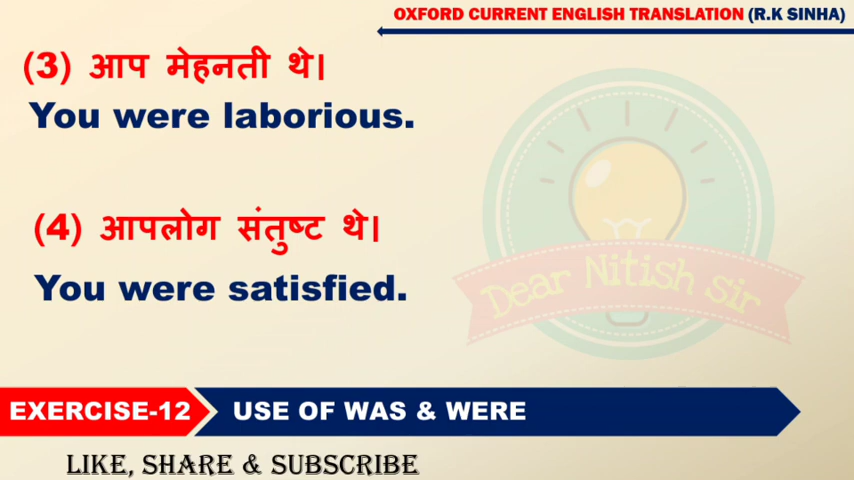 OXFORD CURRENT ENGLISH TRANSLATION (R.K SINHA)
(3) आप मेहनती थे।
You were laborious.
(4) आपलोग संतुष्ट थे।
You were satisfied.
Dear Nitish Sir
EXERCISE-12 USE OF WAS & WERE
LIKE, SHARE & SUBSCRIBE